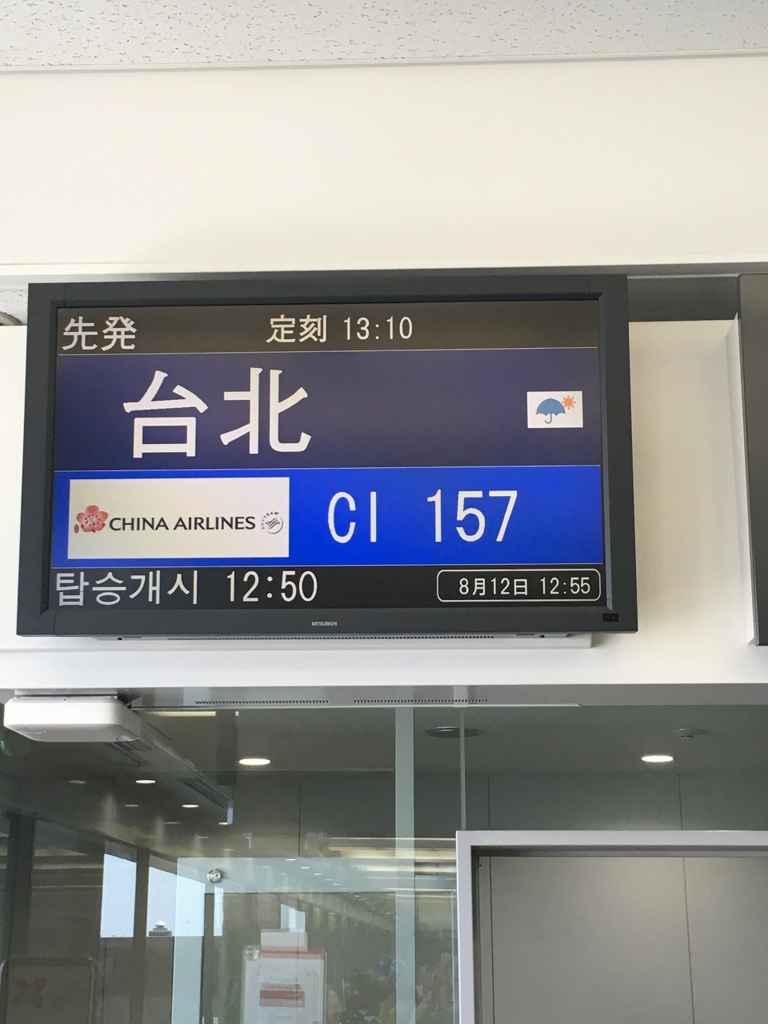 先発 定刻 13:10
台北
CHINA AIRLINES CI 157
탑승개시 12:50 8月12日 12:55
MITSUBISHI